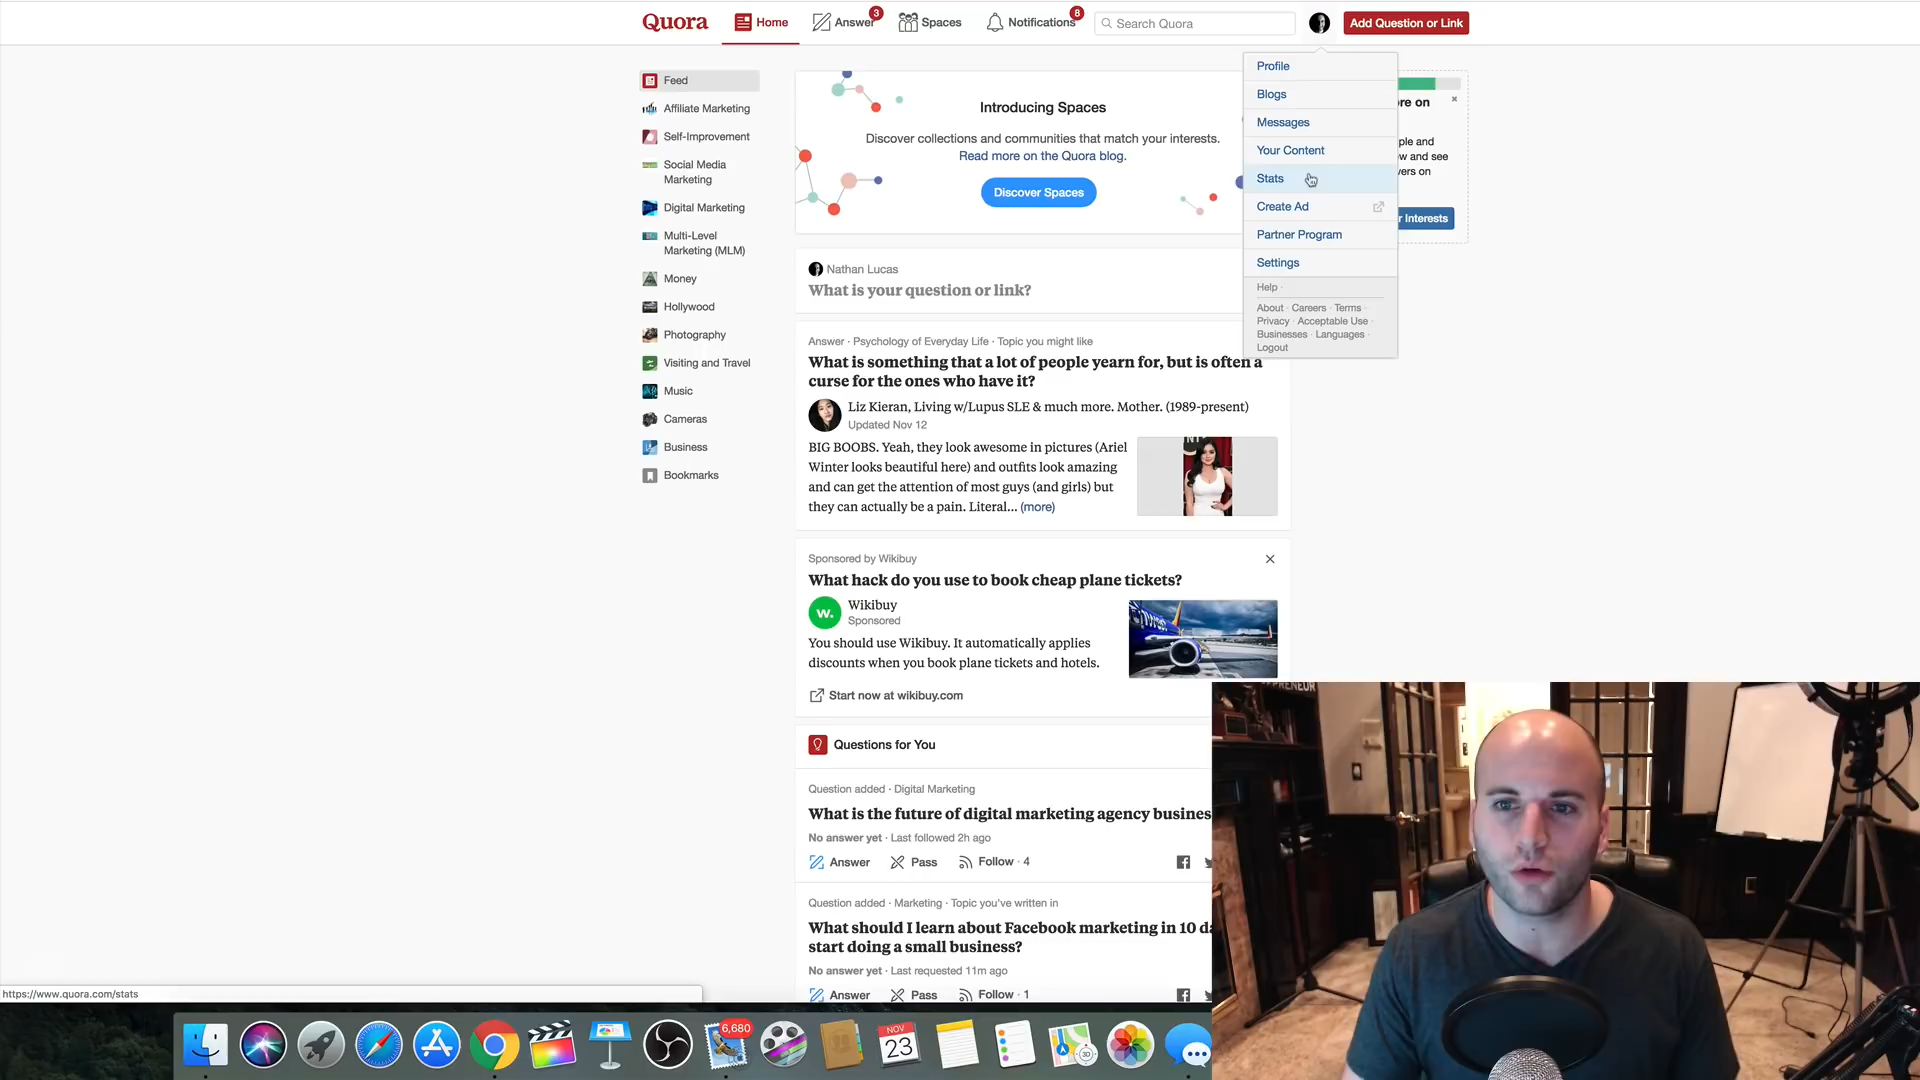 Quora
Home
Answer
3
Spaces
Notifications
8
Search Quora
Add Question or Link
Feed
Affiliate Marketing
Self-Improvement
Social Media
Marketing
Digital Marketing
Multi-Level
Marketing (MLM)
Money
Hollywood
Photography
Visiting and Travel
Music
Cameras
Business
Bookmarks
Introducing Spaces
Discover collections and communities that match your interests.
Read more on the Quora blog.
Discover Spaces
Profile
Blogs
Messages
Your Content
Stats
Create Ad
Partner Program
Settings
Help ·
About · Careers · Terms ·
Privacy · Acceptable Use ·
Businesses · Languages ·
Logout
re on
ple and
w and see
vers on
r Interests
Nathan Lucas
What is your question or link?
Answer · Psychology of Everyday Life · Topic you might like
What is something that a lot of people yearn for, but is often a
curse for the ones who have it?
Liz Kieran, Living w/Lupus SLE & much more. Mother. (1989-present)
Updated Nov 12
BIG BOOBS. Yeah, they look awesome in pictures (Ariel
Winter looks beautiful here) and outfits look amazing
and can get the attention of most guys (and girls) but
they can actually be a pain. Literal... (more)
Sponsored by Wikibuy
What hack do you use to book cheap plane tickets?
w.
Wikibuy
Sponsored
You should use Wikibuy. It automatically applies
discounts when you book plane tickets and hotels.
Start now at wikibuy.com
Questions for You
Question added · Digital Marketing
What is the future of digital marketing agency busines
No answer yet · Last followed 2h ago
Answer Pass Follow · 4
Question added · Marketing · Topic you've written in
What should I learn about Facebook marketing in 10 da
start doing a small business?
No answer yet · Last requested 11m ago
Answer Pass Follow · 1
https://www.quora.com/stats
6,680
NOV
23
3D
PRENEUR